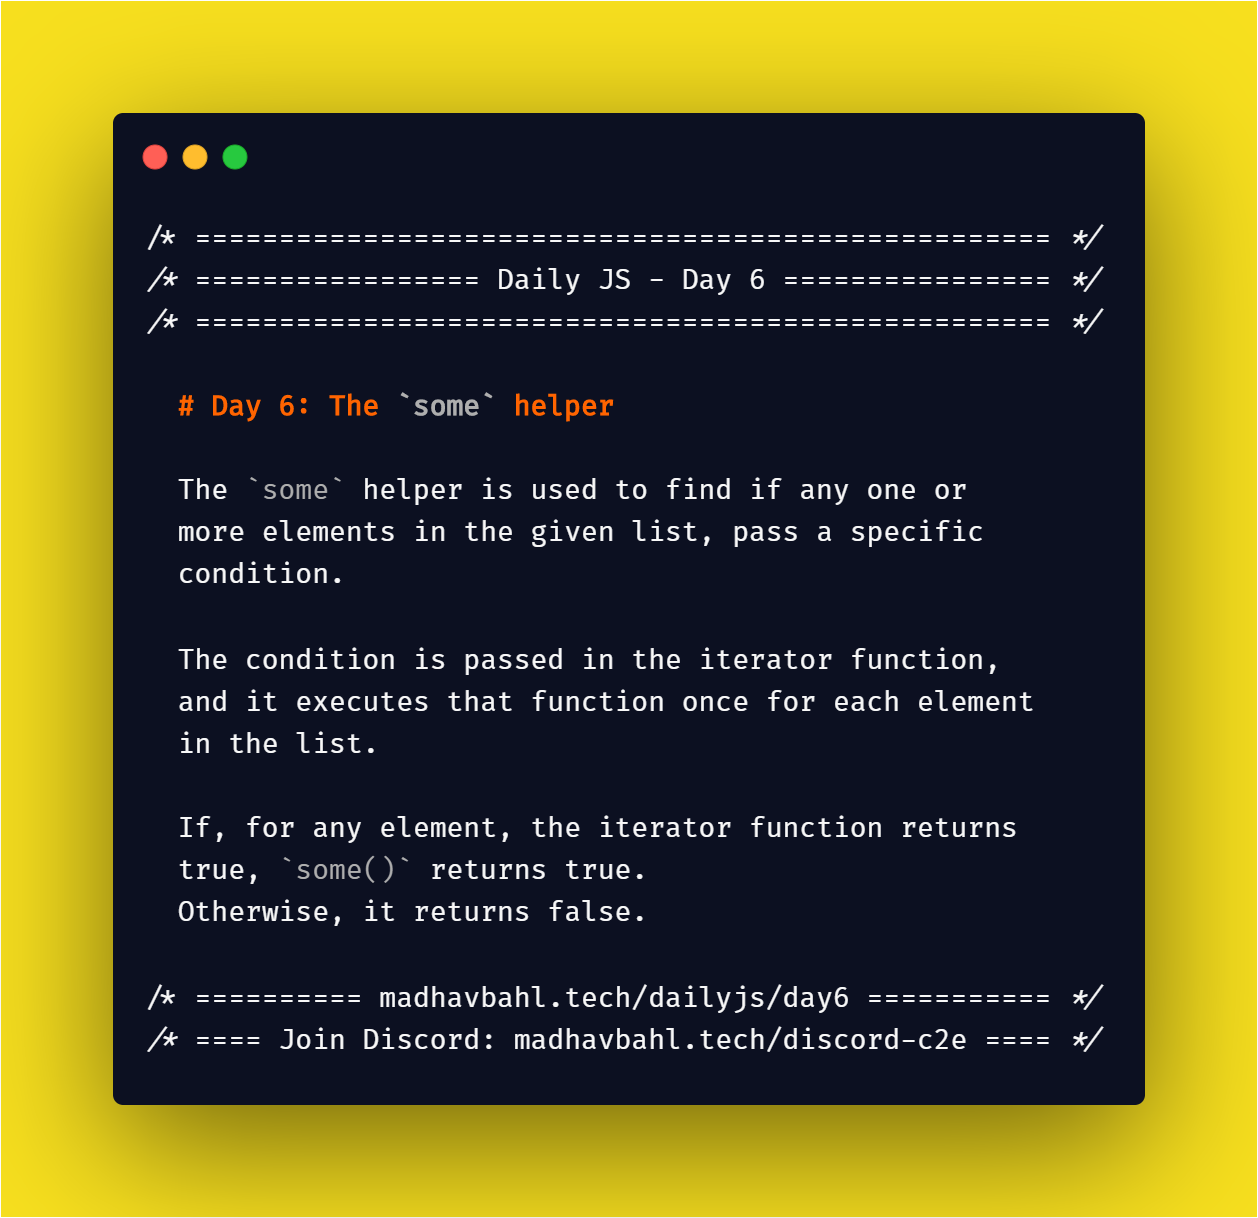 /* =================================================== */
/* ================= Daily JS - Day 6 ================ */
/* =================================================== */
# Day 6: The `some` helper
The `some` helper is used to find if any one or
more elements in the given list, pass a specific
condition.
The condition is passed in the iterator function,
and it executes that function once for each element
in the list.
If, for any element, the iterator function returns
true, `some()` returns true.
Otherwise, it returns false.
/* ========== madhavbahl.tech/dailyjs/day6 =========== */
/* ==== Join Discord: madhavbahl.tech/discord-c2e ==== */